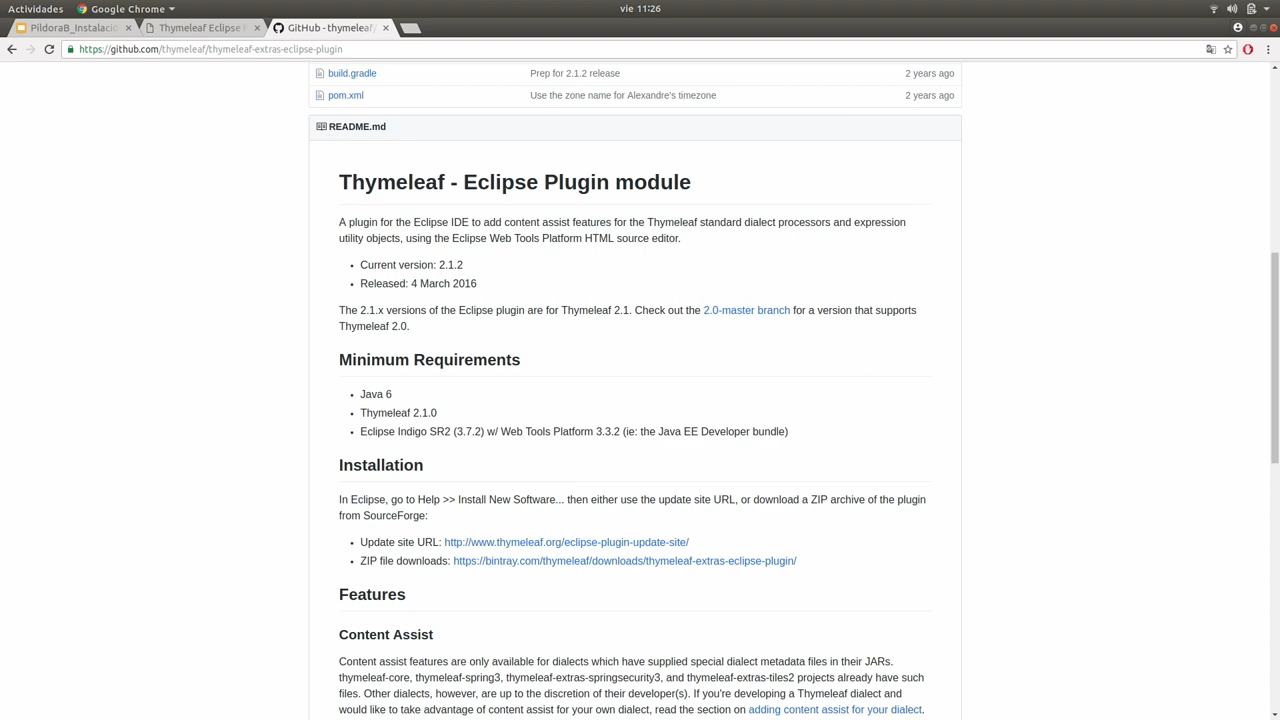 Actividades Google Chrome vie 11:26
PildoraB_Instalació Thymeleaf Eclipse P GitHub - thymeleaf/
https://github.com/thymeleaf/thymeleaf-extras-eclipse-plugin
build.gradle Prep for 2.1.2 release 2 years ago
pom.xml Use the zone name for Alexandre's timezone 2 years ago
README.md
Thymeleaf - Eclipse Plugin module
A plugin for the Eclipse IDE to add content assist features for the Thymeleaf standard dialect processors and expression
utility objects, using the Eclipse Web Tools Platform HTML source editor.
• Current version: 2.1.2
• Released: 4 March 2016
The 2.1.x versions of the Eclipse plugin are for Thymeleaf 2.1. Check out the 2.0-master branch for a version that supports
Thymeleaf 2.0.
Minimum Requirements
• Java 6
• Thymeleaf 2.1.0
• Eclipse Indigo SR2 (3.7.2) w/ Web Tools Platform 3.3.2 (ie: the Java EE Developer bundle)
Installation
In Eclipse, go to Help >> Install New Software... then either use the update site URL, or download a ZIP archive of the plugin
from SourceForge:
• Update site URL: http://www.thymeleaf.org/eclipse-plugin-update-site/
• ZIP file downloads: https://bintray.com/thymeleaf/downloads/thymeleaf-extras-eclipse-plugin/
Features
Content Assist
Content assist features are only available for dialects which have supplied special dialect metadata files in their JARs.
thymeleaf-core, thymeleaf-spring3, thymeleaf-extras-springsecurity3, and thymeleaf-extras-tiles2 projects already have such
files. Other dialects, however, are up to the discretion of their developer(s). If you're developing a Thymeleaf dialect and
would like to take advantage of content assist for your own dialect, read the section on adding content assist for your dialect.